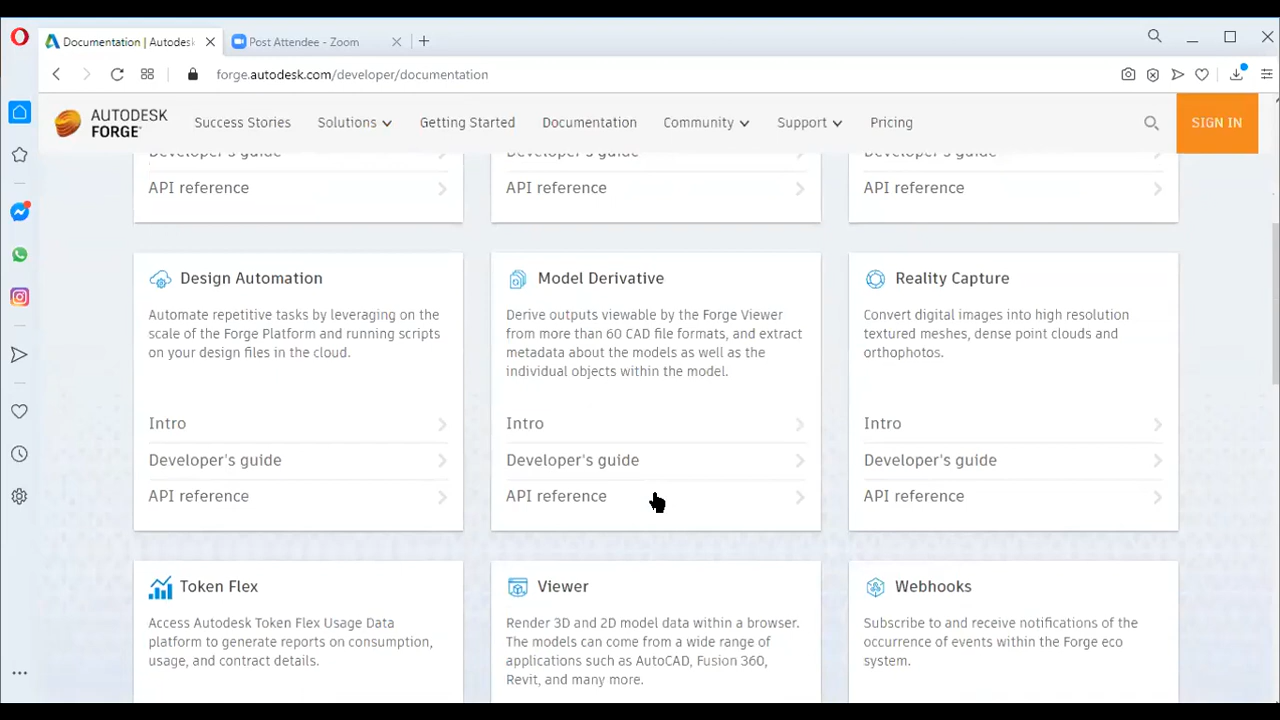 Documentation | Autodesk
Post Attendee - Zoom
forge.autodesk.com/developer/documentation
AUTODESK
FORGE
Success Stories
Solutions
Getting Started
Documentation
Community
Support
Pricing
SIGN IN
Developer's guide
API reference
Developer's guide
API reference
Developer's guide
API reference
Design Automation
Automate repetitive tasks by leveraging on the
scale of the Forge Platform and running scripts
on your design files in the cloud.
Intro
Developer's guide
API reference
Model Derivative
Derive outputs viewable by the Forge Viewer
from more than 60 CAD file formats, and extract
metadata about the models as well as the
individual objects within the model.
Intro
Developer's guide
API reference
Reality Capture
Convert digital images into high resolution
textured meshes, dense point clouds and
orthophotos.
Intro
Developer's guide
API reference
Token Flex
Access Autodesk Token Flex Usage Data
platform to generate reports on consumption,
usage, and contract details.
Viewer
Render 3D and 2D model data within a browser.
The models can come from a wide range of
applications such as AutoCAD, Fusion 360,
Revit, and many more.
Webhooks
Subscribe to and receive notifications of the
occurrence of events within the Forge eco
system.